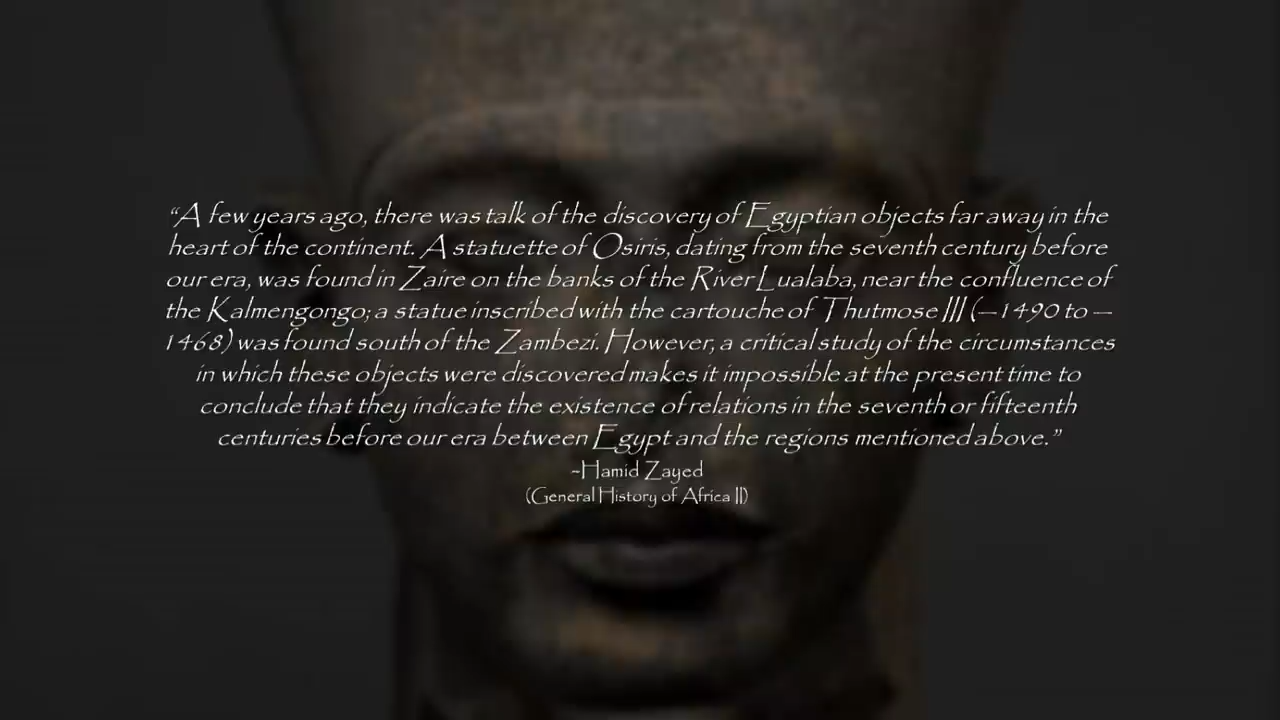 “A few years ago, there was talk of the discovery of Egyptian objects far away in the
heart of the continent. A statuette of Osiris, dating from the seventh century before
our era, was found in Zaire on the banks of the River Lualaba, near the confluence of
the Kalmengongo; a statue inscribed with the cartouche of Thutmose III (—1490 to —
1468) was found south of the Zambezi. However, a critical study of the circumstances
in which these objects were discovered makes it impossible at the present time to
conclude that they indicate the existence of relations in the seventh or fifteenth
centuries before our era between Egypt and the regions mentioned above.”
-Hamid Zayed
(General History of Africa II)